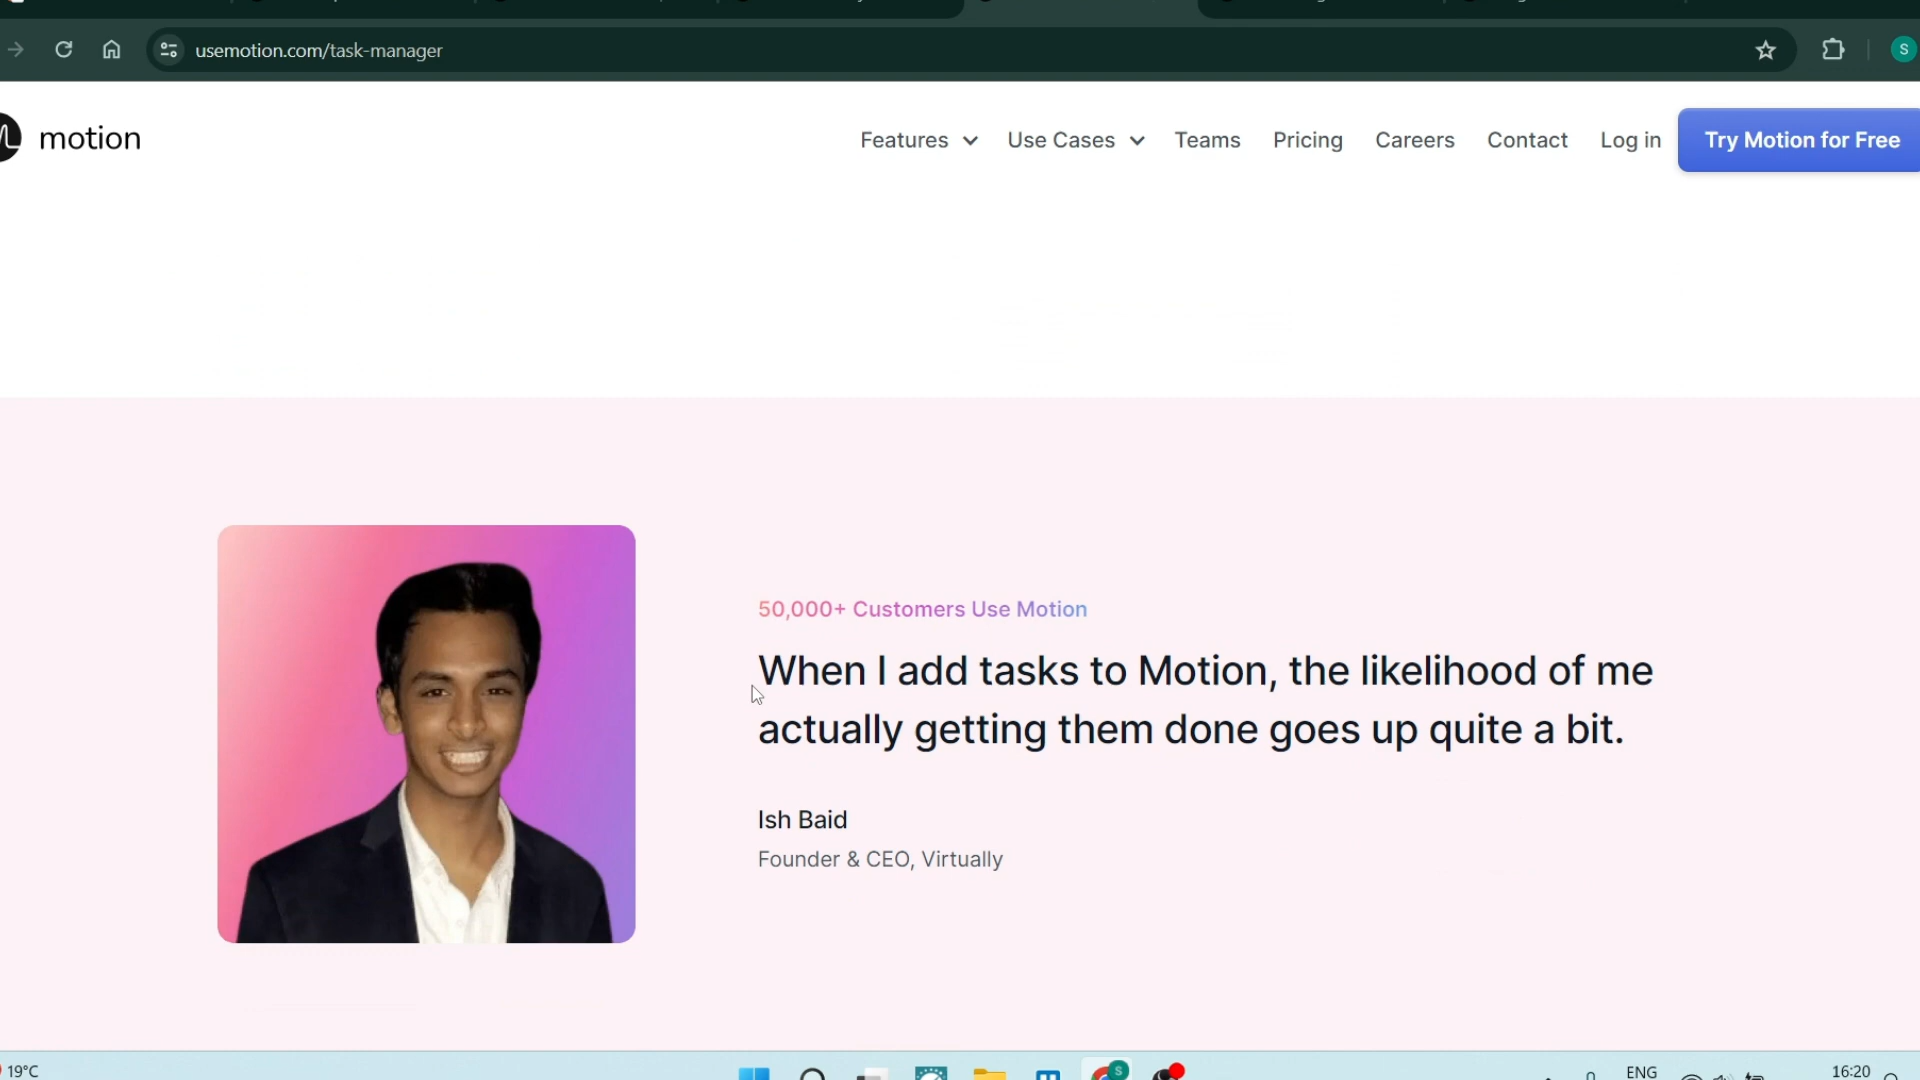 usemotion.com/task-manager
S
motion
Features
Use Cases
Teams
Pricing
Careers
Contact
Log in
Try Motion for Free
50,000+ Customers Use Motion
When I add tasks to Motion, the likelihood of me
actually getting them done goes up quite a bit.
Ish Baid
Founder & CEO, Virtually
19°C
S
ENG
16:20